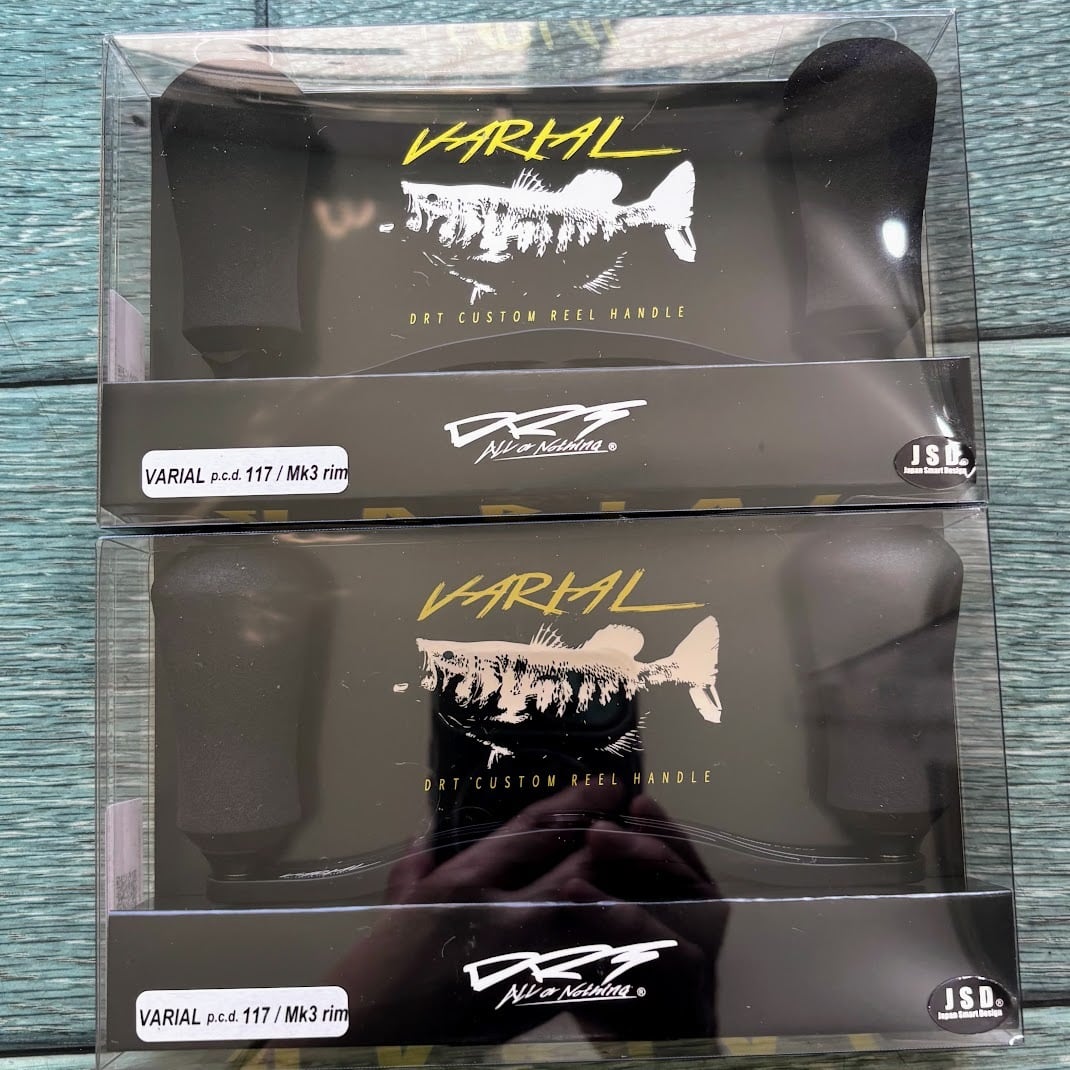 VARIAL
DRT CUSTOM REEL HANDLE
DRT
All or Nothing®
VARIAL p.c.d. 117 / Mk3 rim
JSD®
Japan Smart Design
VARIAL
DRT CUSTOM REEL HANDLE
DRT
All or Nothing®
VARIAL p.c.d. 117 / Mk3 rim
JSD®
Japan Smart Design